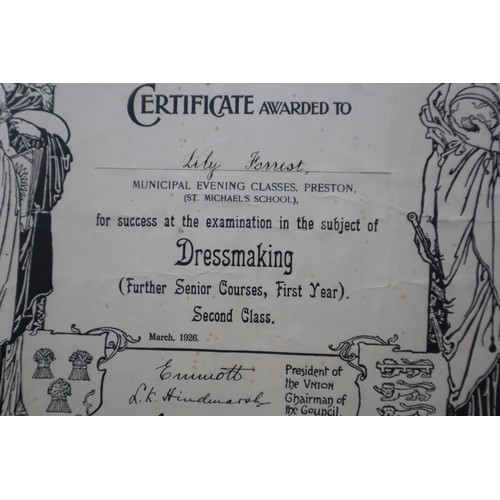 CERTIFICATE AWARDED TO
Lily Forrest,
MUNICIPAL EVENING CLASSES, PRESTON,
(ST. MICHAEL'S SCHOOL),
for success at the examination in the subject of
Dressmaking
(Further Senior Courses, First Year).
Second Class.
March, 1926.
Emmott
President of
the UNION
L.K. Hindmarsh
Chairman of
the Council.